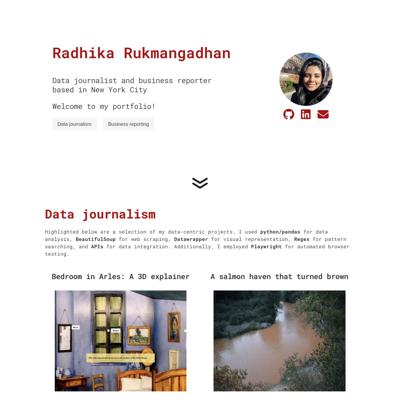 Radhika Rukmangadhan
Data journalist and business reporter
based in New York City
Welcome to my portfolio!
Data journalism
Business reporting
Data journalism
Highlighted below are a selection of my data-centric projects. I used python/pandas for data
analysis, BeautifulSoup for web scraping, Datawrapper for visual representation, Regex for pattern
searching, and APIs for data integration. Additionally, I employed Playwright for automated browser
testing.
Bedroom in Arles: A 3D explainer
A salmon haven that turned brown